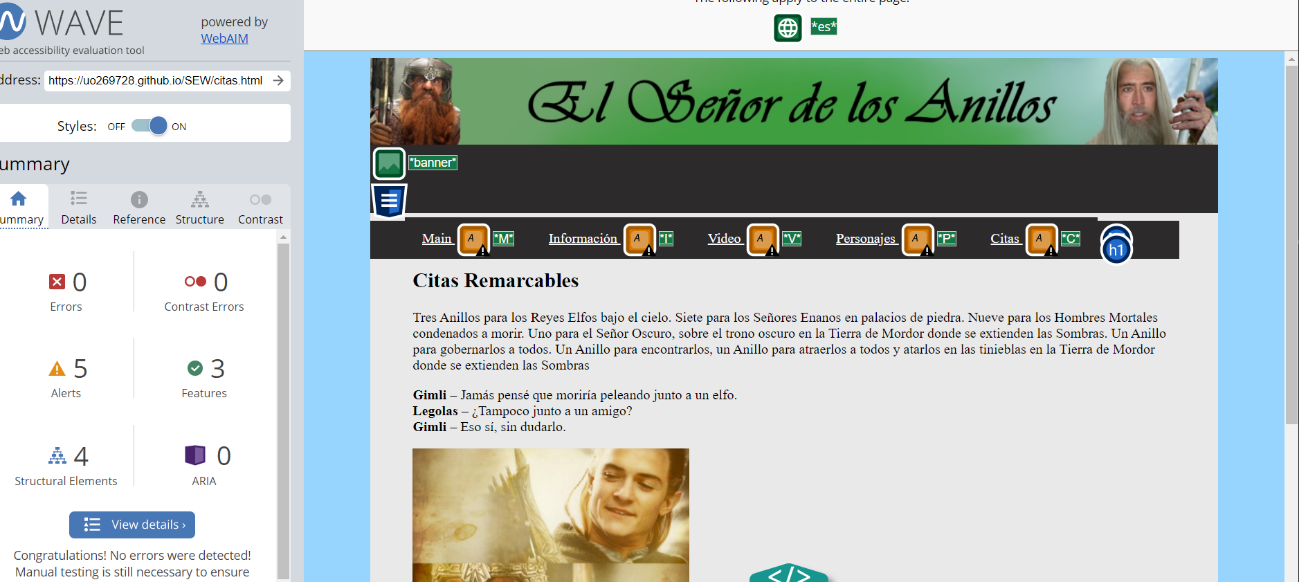 WAVE
powered by
WebAIM
eb accessibility evaluation tool
ddress: https://uo269728.github.io/SEW/citas.html
Styles: OFF ON
ummary
ummary Details Reference Structure Contrast
0 0
Errors Contrast Errors
5 3
Alerts Features
4 0
Structural Elements ARIA
View details ›
Congratulations! No errors were detected!
Manual testing is still necessary to ensure
The following apply to the entire page:
*es*
El Señor de los Anillos
*banner*
Main A *M* Información A *I* Video A *V* Personajes A *P* Citas A *C* h1
Citas Remarcables
Tres Anillos para los Reyes Elfos bajo el cielo. Siete para los Señores Enanos en palacios de piedra. Nueve para los Hombres Mortales
condenados a morir. Uno para el Señor Oscuro, sobre el trono oscuro en la Tierra de Mordor donde se extienden las Sombras. Un Anillo
para gobernarlos a todos. Un Anillo para encontrarlos, un Anillo para atraerlos a todos y atarlos en las tinieblas en la Tierra de Mordor
donde se extienden las Sombras
Gimli – Jamás pensé que moriría peleando junto a un elfo.
Legolas – ¿Tampoco junto a un amigo?
Gimli – Eso sí, sin dudarlo.
</>